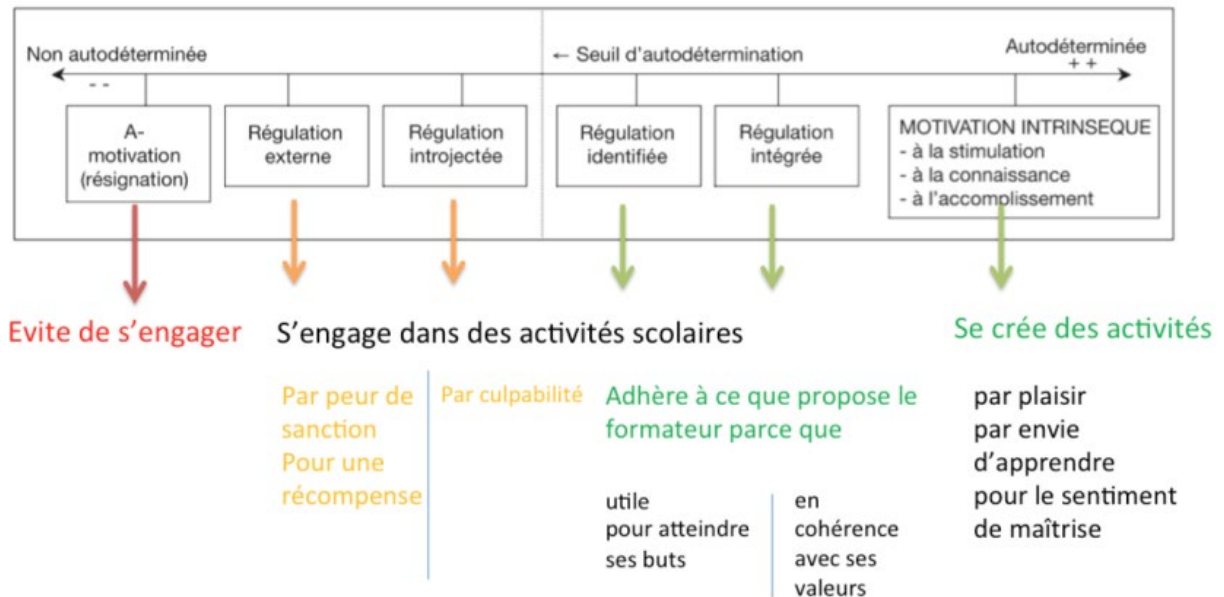 Non autodéterminée
← Seuil d'autodétermination
Autodéterminée
- -
+ +
A-
motivation
(résignation)
Régulation
externe
Régulation
introjectée
Régulation
identifiée
Régulation
intégrée
MOTIVATION INTRINSEQUE
- à la stimulation
- à la connaissance
- à l'accomplissement
Evite de s'engager
S'engage dans des activités scolaires
Se crée des activités
Par peur de
sanction
Pour une
récompense
Par culpabilité
Adhère à ce que propose le
formateur parce que
utile
pour atteindre
ses buts
en
cohérence
avec ses
valeurs
par plaisir
par envie
d'apprendre
pour le sentiment
de maîtrise